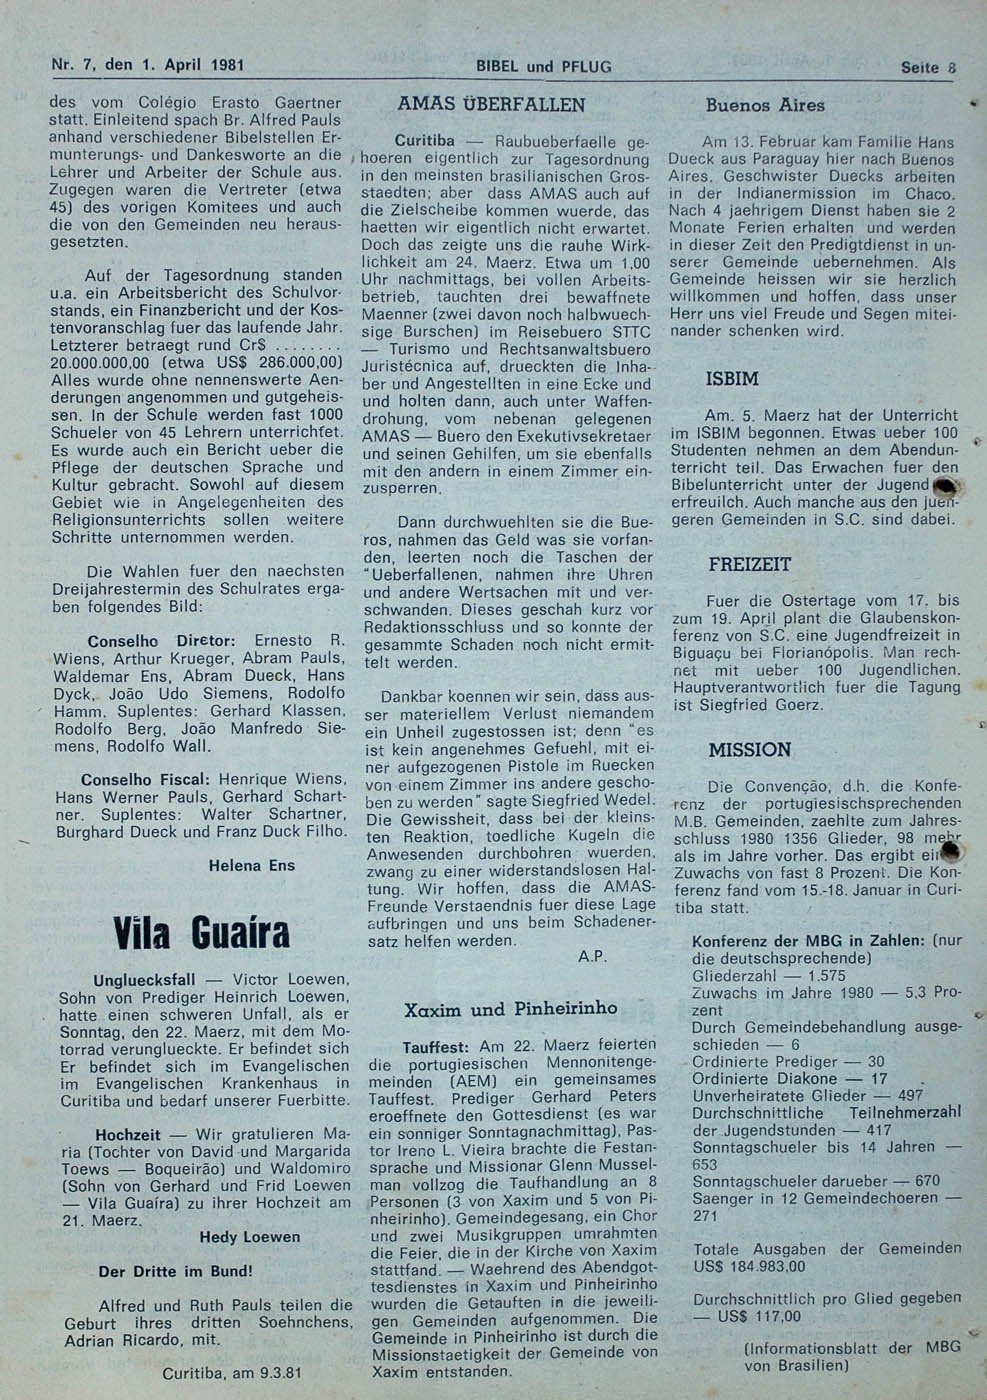 Nr. 7, den 1. April 1981
BIBEL und PFLUG
Seite 8
des vom Colégio Erasto Gaertner
statt. Einleitend spach Br. Alfred Pauls
anhand verschiedener Bibelstellen Er-
munterungs- und Dankesworte an die
Lehrer und Arbeiter der Schule aus.
Zugegen waren die Vertreter (etwa
45) des vorigen Komitees und auch
die von den Gemeinden neu heraus-
gesetzten.
Auf der Tagesordnung standen
u.a. ein Arbeitsbericht des Schulvor-
stands, ein Finanzbericht und der Kos-
tenvoranschlag fuer das laufende Jahr.
Letzterer betraegt rund Cr$ ........
20.000.000,00 (etwa US$ 286.000,00)
Alles wurde ohne nennenswerte Aen-
derungen angenommen und gutgeheis-
sen. In der Schule werden fast 1000
Schueler von 45 Lehrern unterrichfet.
Es wurde auch ein Bericht ueber die
Pflege der deutschen Sprache und
Kultur gebracht. Sowohl auf diesem
Gebiet wie in Angelegenheiten des
Religionsunterrichts sollen weitere
Schritte unternommen werden.
Die Wahlen fuer den naechsten
Dreijahrestermin des Schulrates erga-
ben folgendes Bild:
Conselho Diretor: Ernesto R.
Wiens, Arthur Krueger, Abram Pauls,
Waldemar Ens, Abram Dueck, Hans
Dyck, João Udo Siemens, Rodolfo
Hamm. Suplentes: Gerhard Klassen,
Rodolfo Berg, João Manfredo Sie-
mens, Rodolfo Wall.
Conselho Fiscal: Henrique Wiens,
Hans Werner Pauls, Gerhard Schart-
ner. Suplentes: Walter Schartner,
Burghard Dueck und Franz Duck Filho.
Helena Ens
Vila Guaíra
Ungluecksfall — Victor Loewen,
Sohn von Prediger Heinrich Loewen,
hatte einen schweren Unfall, als er
Sonntag, den 22. Maerz, mit dem Mo-
torrad verunglueckte. Er befindet sich
Er befindet sich im Evangelischen
im Evangelischen Krankenhaus in
Curitiba und bedarf unserer Fuerbitte.
Hochzeit — Wir gratulieren Ma-
ria (Tochter von David und Margarida
Toews — Boqueirão) und Waldomiro
(Sohn von Gerhard und Frid Loewen
— Vila Guaíra) zu ihrer Hochzeit am
21. Maerz.
Hedy Loewen
Der Dritte im Bund!
Alfred und Ruth Pauls teilen die
Geburt ihres dritten Soehnchens,
Adrian Ricardo, mit.
Curitiba, am 9.3.81
AMAS ÜBERFALLEN
Curitiba — Raubueberfaelle ge-
hoeren eigentlich zur Tagesordnung
in den meinsten brasilianischen Gros-
staedten; aber dass AMAS auch auf
die Zielscheibe kommen wuerde, das
haetten wir eigentlich nicht erwartet.
Doch das zeigte uns die rauhe Wirk-
lichkeit am 24. Maerz. Etwa um 1,00
Uhr nachmittags, bei vollen Arbeits-
betrieb, tauchten drei bewaffnete
Maenner (zwei davon noch halbwuech-
sige Burschen) im Reisebuero STTC
— Turismo und Rechtsanwaltsbuero
Juristécnica auf, drueckten die Inha-
ber und Angestellten in eine Ecke und
und holten dann, auch unter Waffen-
drohung, vom nebenan gelegenen
AMAS — Buero den Exekutivsekretaer
und seinen Gehilfen, um sie ebenfalls
mit den andern in einem Zimmer ein-
zusperren.
Dann durchwuehlten sie die Bue-
ros, nahmen das Geld was sie vorfan-
den, leerten noch die Taschen der
"Ueberfallenen, nahmen ihre Uhren
und andere Wertsachen mit und ver-
schwanden. Dieses geschah kurz vor
Redaktionsschluss und so konnte der
gesammte Schaden noch nicht ermit-
telt werden.
Dankbar koennen wir sein, dass aus-
ser materiellem Verlust niemandem
ein Unheil zugestossen ist; denn "es
ist kein angenehmes Gefuehl, mit ei-
ner aufgezogenen Pistole im Ruecken
von einem Zimmer ins andere gescho-
ben zu werden" sagte Siegfried Wedel.
Die Gewissheit, dass bei der kleins-
ten Reaktion, toedliche Kugeln die
Anwesenden durchbohren wuerden,
zwang zu einer widerstandslosen Hal-
tung. Wir hoffen, dass die AMAS-
Freunde Verstaendnis fuer diese Lage
aufbringen und uns beim Schadener-
satz helfen werden.
A.P.
Xaxim und Pinheirinho
Tauffest: Am 22. Maerz feierten
die portugiesischen Mennonitenge-
meinden (AEM) ein gemeinsames
Tauffest. Prediger Gerhard Peters
eroeffnete den Gottesdienst (es war
ein sonniger Sonntagnachmittag), Pas-
tor Ireno L. Vieira brachte die Festan-
sprache und Missionar Glenn Mussel-
man vollzog die Taufhandlung an 8
Personen (3 von Xaxim und 5 von Pi-
nheirinho). Gemeindegesang, ein Chor
und zwei Musikgruppen umrahmten
die Feier, die in der Kirche von Xaxim
stattfand. — Waehrend des Abendgot-
tesdienstes in Xaxim und Pinheirinho
wurden die Getauften in die jeweili-
gen Gemeinden aufgenommen. Die
Gemeinde in Pinheirinho ist durch die
Missionstaetigkeit der Gemeinde von
Xaxim entstanden.
Buenos Aires
Am 13. Februar kam Familie Hans
Dueck aus Paraguay hier nach Buenos
Aires. Geschwister Duecks arbeiten
in der Indianermission im Chaco.
Nach 4 jaehrigem Dienst haben sie 2
Monate Ferien erhalten und werden
in dieser Zeit den Predigtdienst in un-
serer Gemeinde uebernehmen. Als
Gemeinde heissen wir sie herzlich
willkommen und hoffen, dass unser
Herr uns viel Freude und Segen mitei-
nander schenken wird.
ISBIM
Am. 5. Maerz hat der Unterricht
im ISBIM begonnen. Etwas ueber 100
Studenten nehmen an dem Abendun-
terricht teil. Das Erwachen fuer den
Bibelunterricht unter der Jugend
erfreuilch. Auch manche aus den juen-
geren Gemeinden in S.C. sind dabei.
FREIZEIT
Fuer die Ostertage vom 17. bis
zum 19. April plant die Glaubenskon-
ferenz von S.C. eine Jugendfreizeit in
Biguaçu bei Florianópolis. Man rech-
net mit ueber 100 Jugendlichen.
Hauptverantwortlich fuer die Tagung
ist Siegfried Goerz.
MISSION
Die Convenção, d.h. die Konfe-
renz der portugiesischsprechenden
M.B. Gemeinden, zaehlte zum Jahres-
schluss 1980 1356 Glieder, 98 mehr
als im Jahre vorher. Das ergibt
Zuwachs von fast 8 Prozent. Die Kon-
ferenz fand vom 15.-18. Januar in Curi-
tiba statt.
Konferenz der MBG in Zahlen: (nur
die deutschsprechende)
Gliederzahl — 1.575
Zuwachs im Jahre 1980 — 5,3 Pro-
zent
Durch Gemeindebehandlung ausge-
schieden — 6
Ordinierte Prediger — 30
Ordinierte Diakone — 17
Unverheiratete Glieder — 497
Durchschnittliche Teilnehmerzahl
der Jugendstunden — 417
Sonntagschueler bis 14 Jahren —
653
Sonntagschueler darueber — 670
Saenger in 12 Gemeindechoeren —
271
Totale Ausgaben der Gemeinden
US$ 184.983,00
Durchschnittlich pro Glied gegeben
— US$ 117,00
(Informationsblatt der MBG
von Brasilien)